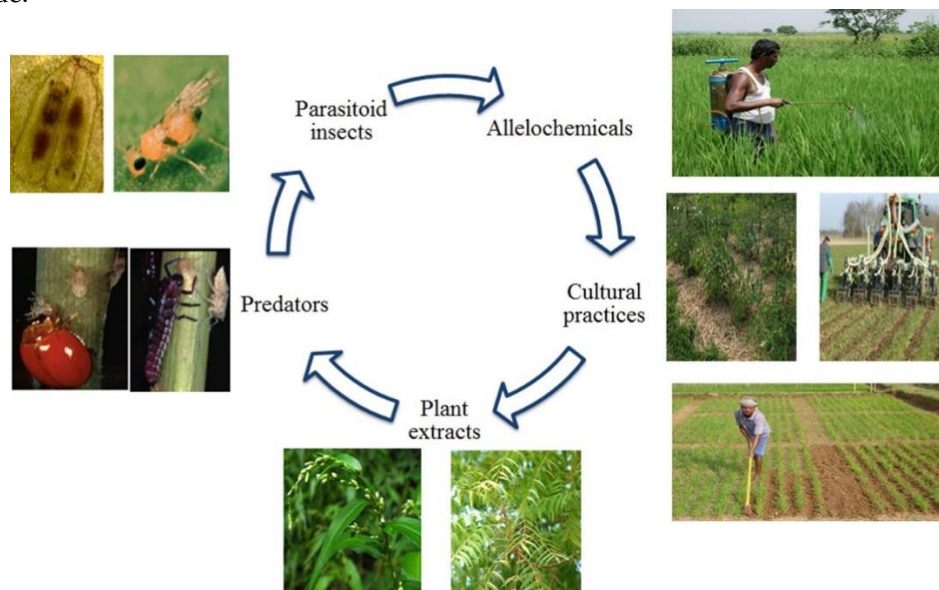 Parasitoid
insects
Allelochemicals
Predators
Cultural
practices
Plant
extracts